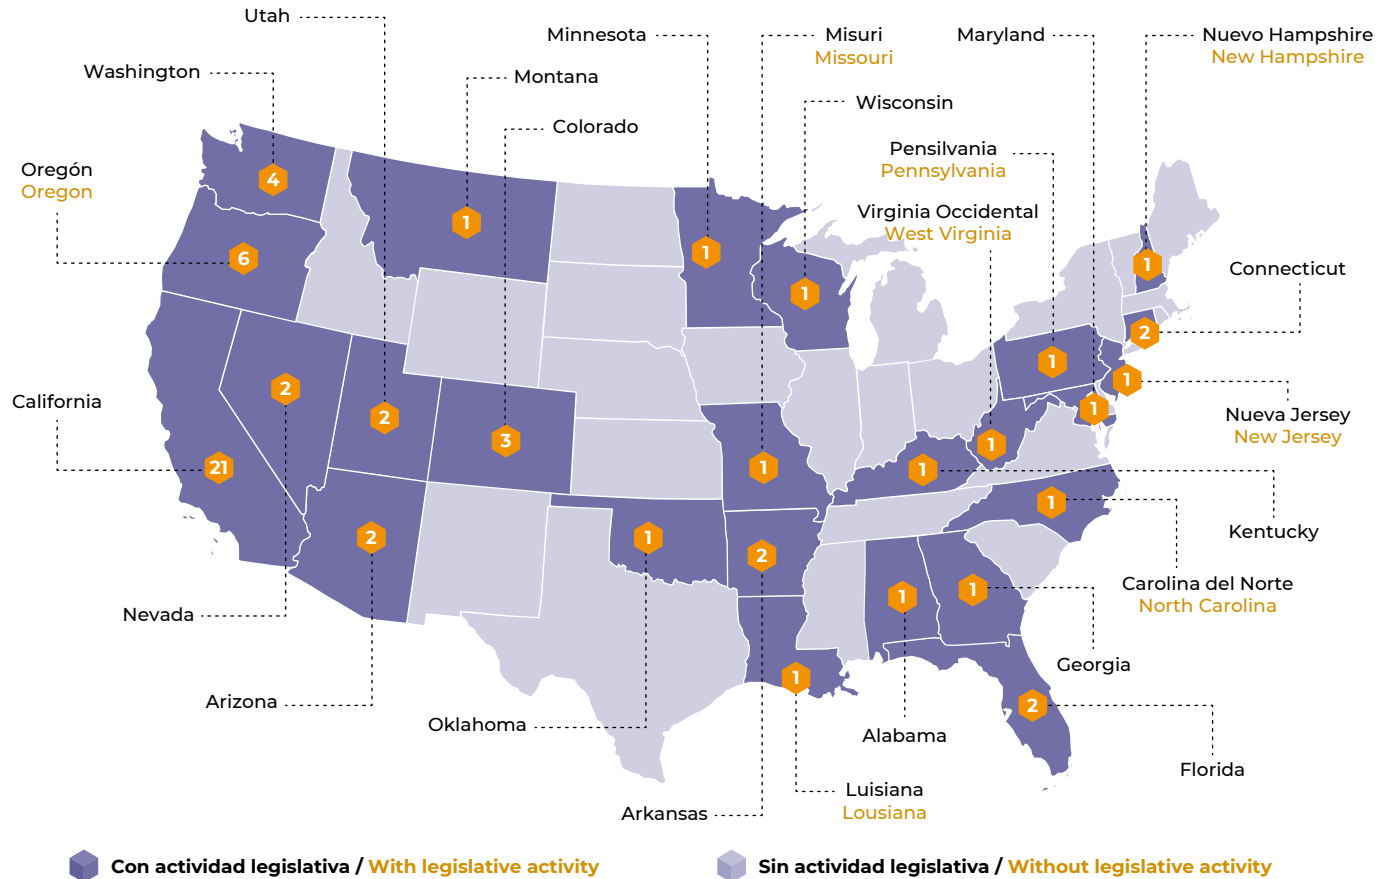 Utah
Minnesota
Misuri
Missouri
Maryland
Nuevo Hampshire
New Hampshire
Washington
Montana
Wisconsin
Colorado
Pensilvania
Pennsylvania
Oregón
Oregon
4
Virginia Occidental
West Virginia
1
1
6
1
1
Connecticut
1
2
1
2
1
California
2
1
Nueva Jersey
New Jersey
3
1
21
1
1
1
Kentucky
2
1
2
Carolina del Norte
North Carolina
1
1
Nevada
Georgia
1
2
Arizona
Oklahoma
Alabama
Florida
Luisiana
Lousiana
Arkansas
Con actividad legislativa / With legislative activity
Sin actividad legislativa / Without legislative activity